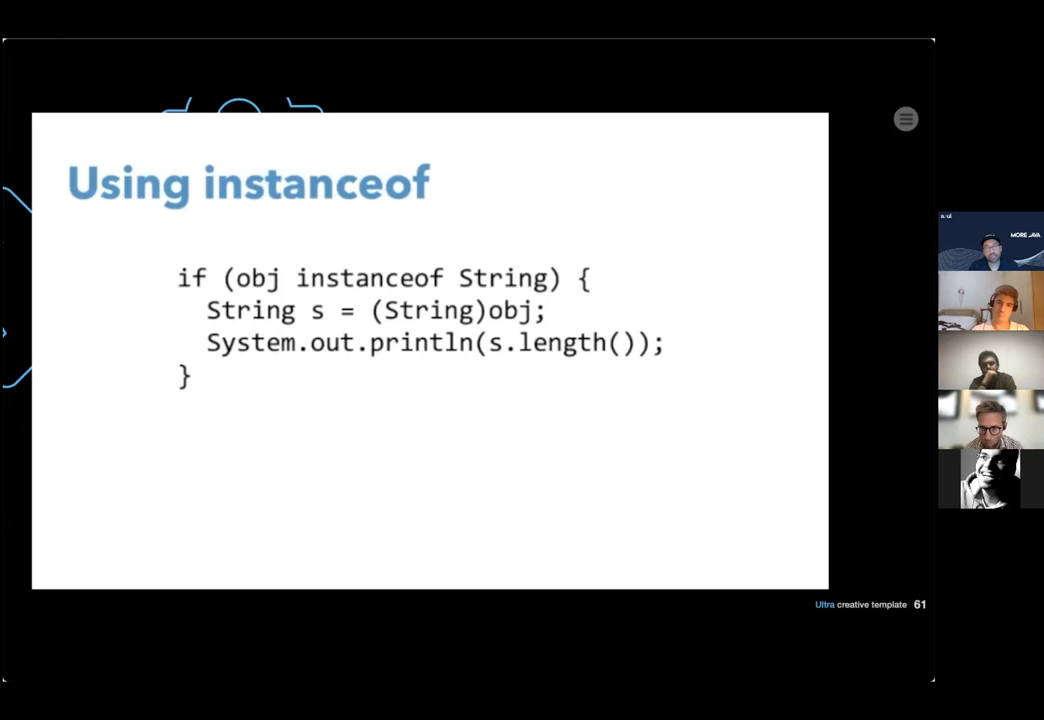 Using instanceof
if (obj instanceof String) {
String s = (String)obj;
System.out.println(s.length());
}
MORE JAVA
Ultra creative template 61